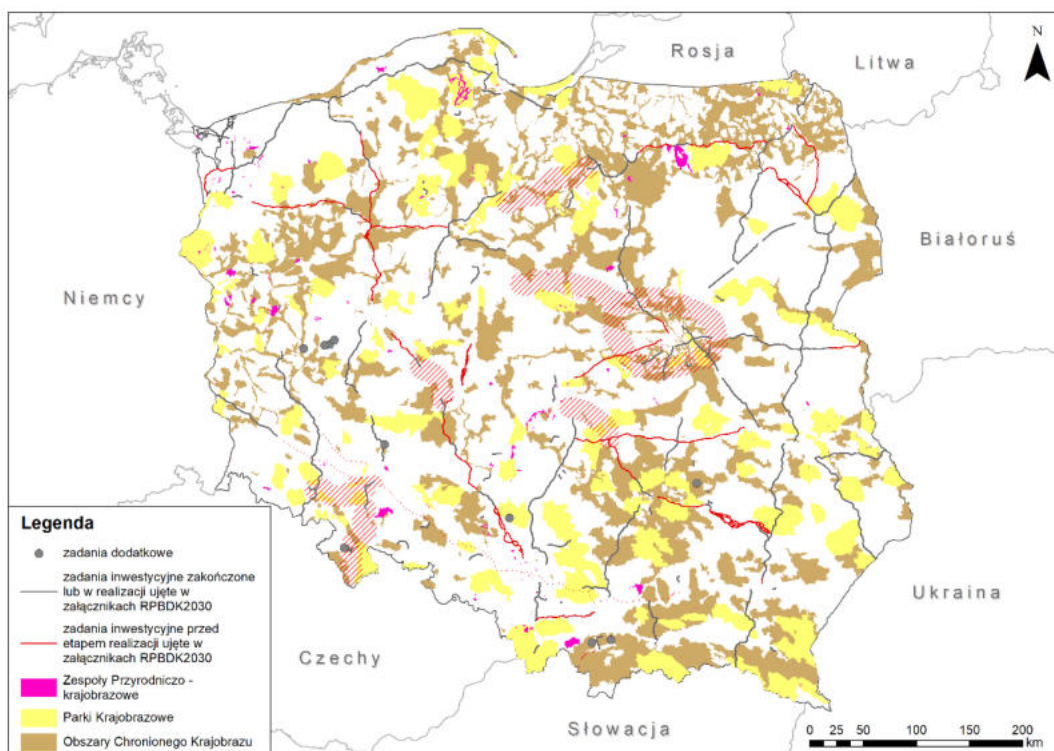 N
Rosja
Litwa
Białoruś
Niemcy
Ukraina
Czechy
Słowacja
Legenda
zadania dodatkowe
zadania inwestycyjne zakończone
lub w realizacji ujęte w
załącznikach RPBDK2030
zadania inwestycyjne przed
etapem realizacji ujęte w
załącznikach RPBDK2030
Zespoły Przyrodniczo -
krajobrazowe
Parki Krajobrazowe
Obszary Chronionego Krajobrazu
0 25 50 100 150 200
km